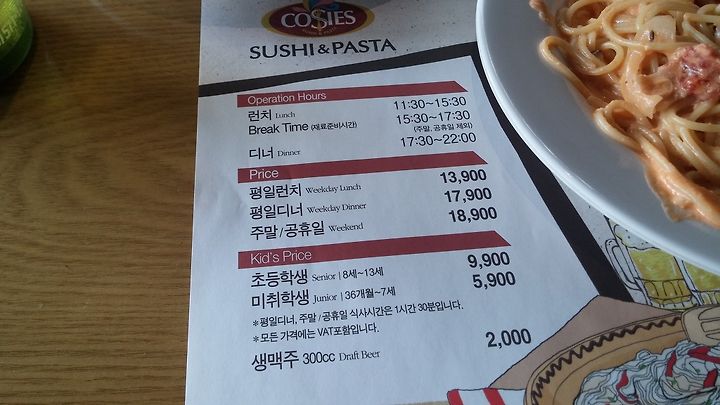 CO$IES
SUSHI & PASTA
Operation Hours
런치 Lunch 11:30~15:30
Break Time (재료준비시간) 15:30~17:30
(주말, 공휴일 제외)
디너 Dinner 17:30~22:00
Price
평일런치 Weekday Lunch 13,900
평일디너 Weekday Dinner 17,900
주말/공휴일 Weekend 18,900
Kid's Price
초등학생 Senior | 8세~13세 9,900
미취학생 Junior | 36개월~7세 5,900
*평일디너, 주말/공휴일 식사시간은 1시간 30분입니다.
*모든 가격에는 VAT포함입니다.
생맥주 300cc Draft Beer 2,000